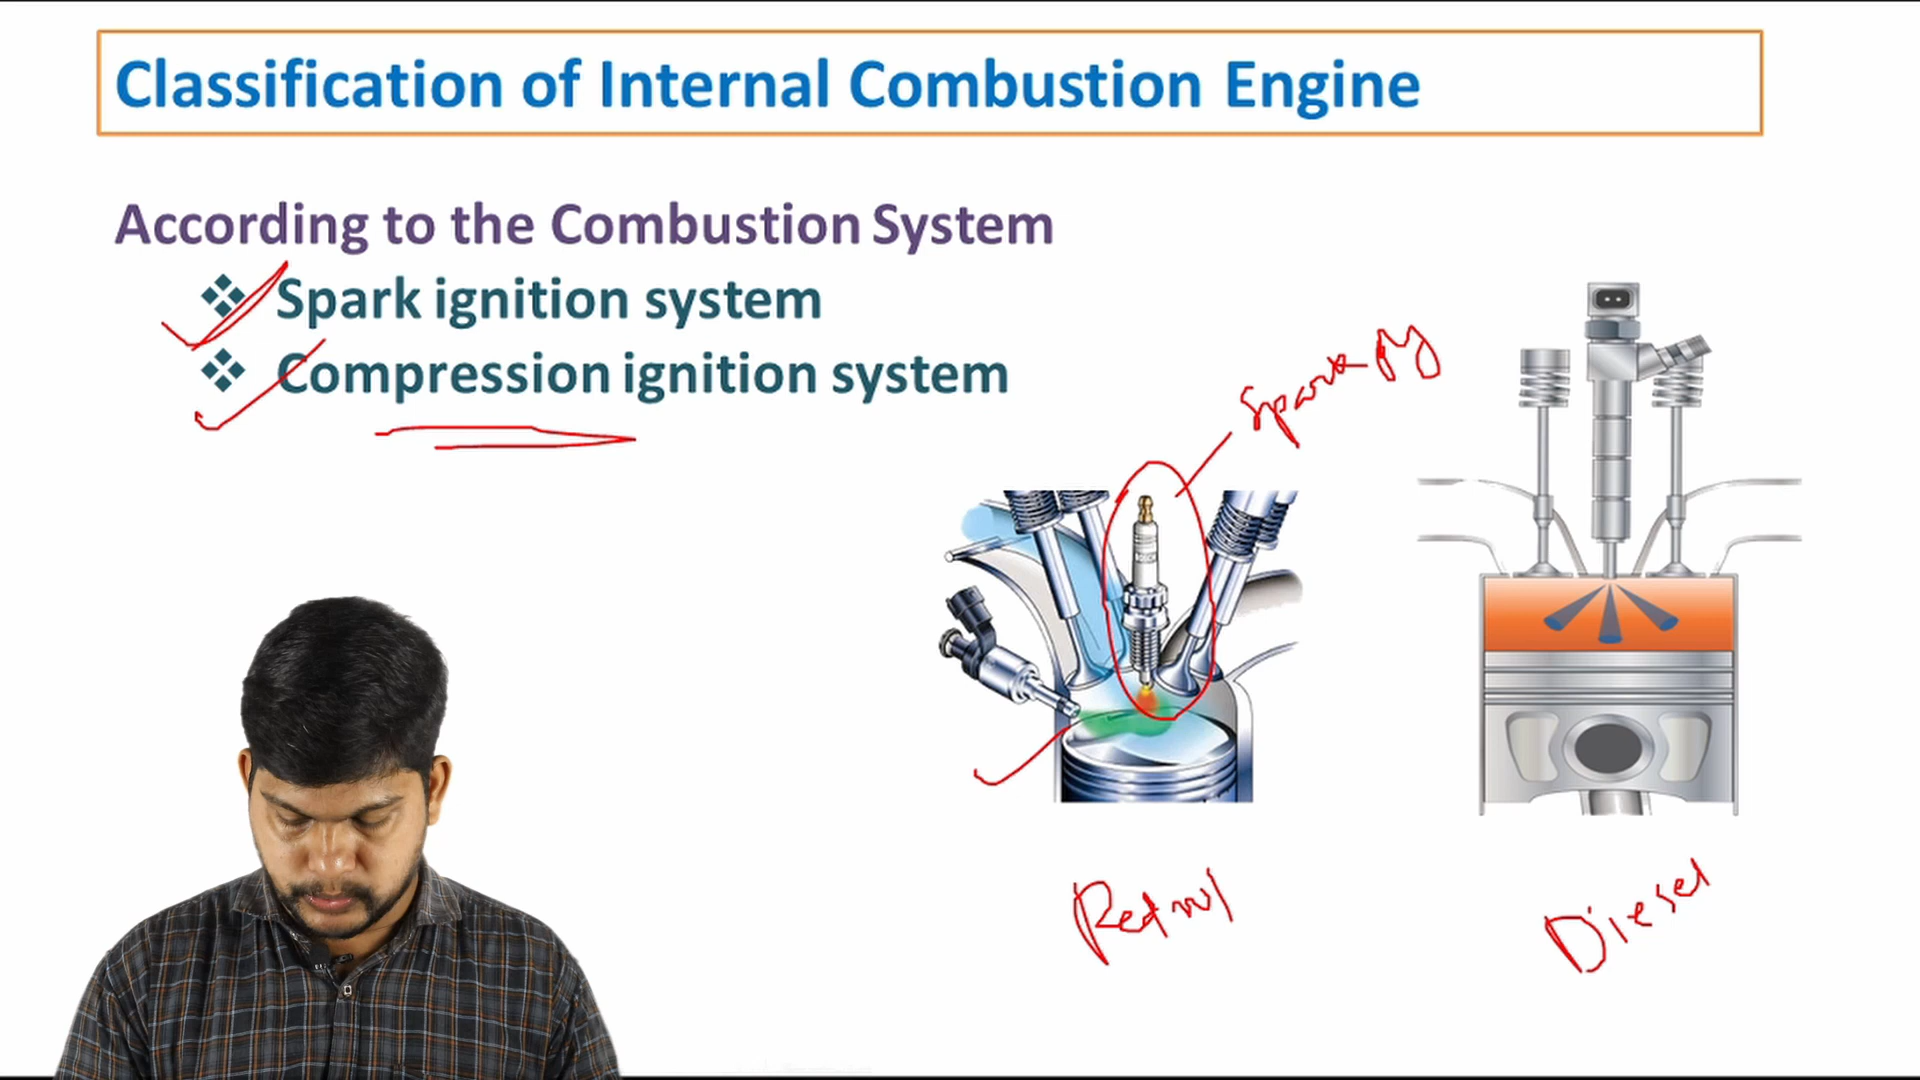 Classification of Internal Combustion Engine
According to the Combustion System
Spark ignition system
Compression ignition system
Spark
Petrol
Diesel